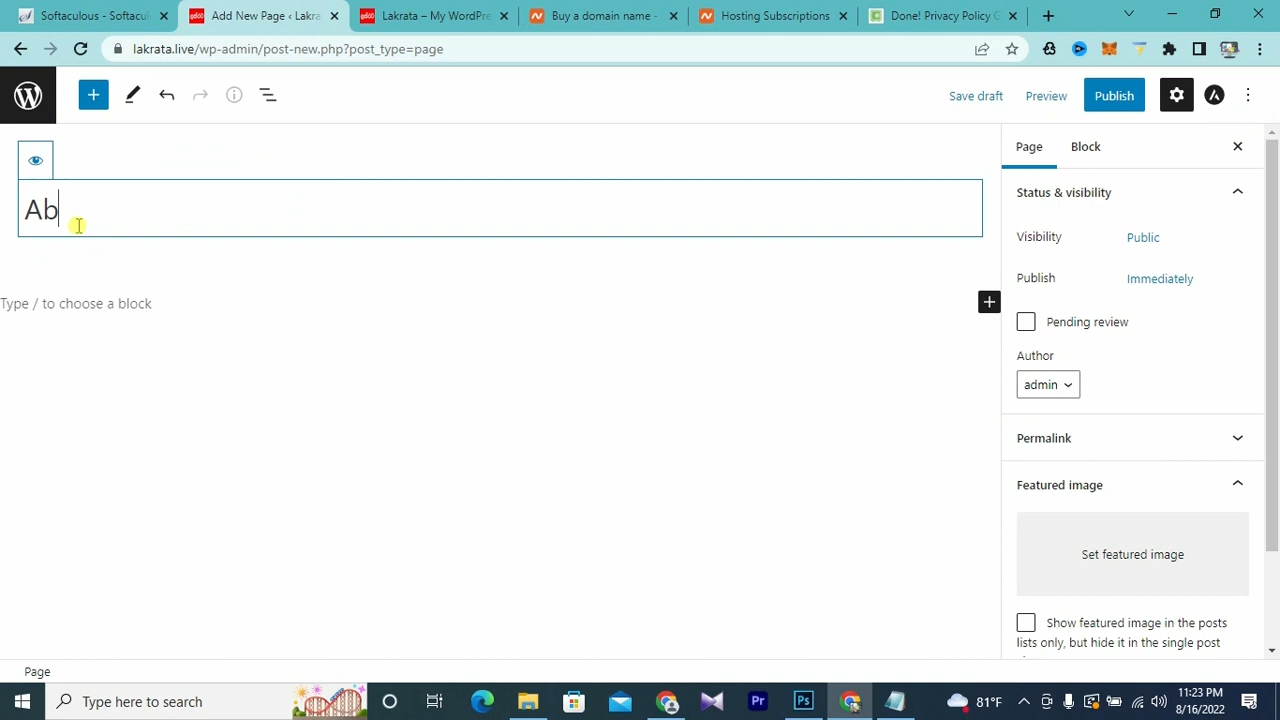 Softaculous - Softacul
Add New Page ‹ Lakra
Lakrata – My WordPre
Buy a domain name -
Hosting Subscriptions
Done! Privacy Policy G
lakrata.live/wp-admin/post-new.php?post_type=page
Save draft
Preview
Publish
Page
Block
Ab
Status & visibility
Visibility
Public
Publish
Immediately
Type / to choose a block
Pending review
Author
admin
Permalink
Featured image
Set featured image
Show featured image in the posts
lists only, but hide it in the single post
Page
Type here to search
Pr
Ps
81°F
11:23 PM
8/16/2022